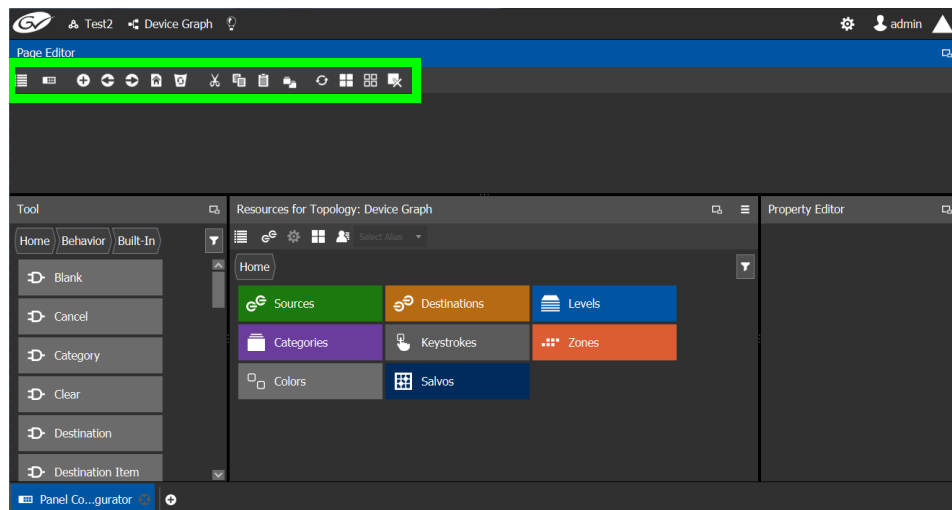 GV Test2 Device Graph admin
Page Editor
Tool
Resources for Topology: Device Graph
Property Editor
Home Behavior Built-In
Select Alias
Home
Blank
Cancel
Category
Clear
Destination
Destination Item
Sources Destinations Levels
Categories Keystrokes Zones
Colors Salvos
Panel Co...gurator